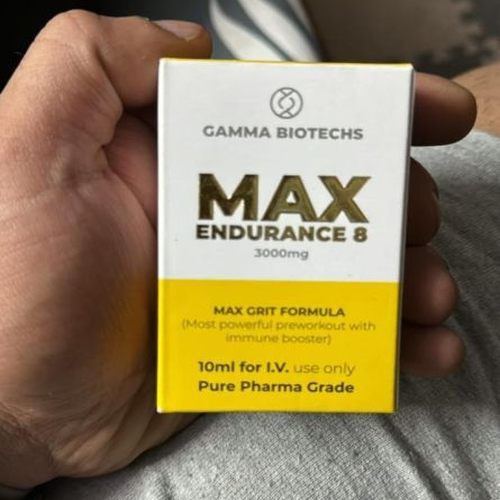 GAMMA BIOTECHS
MAX
ENDURANCE 8
3000mg
MAX GRIT FORMULA
(Most powerful preworkout with
immune booster)
10ml for I.V. use only
Pure Pharma Grade